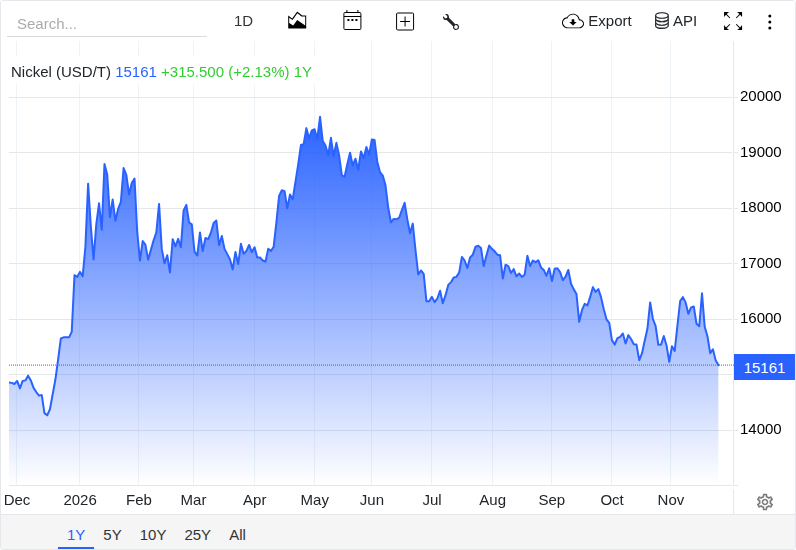 Search... 1D Export API
Nickel (USD/T) 15161 +315.500 (+2.13%) 1Y
20000
19000
18000
17000
16000
15161
14000
Dec 2026 Feb Mar Apr May Jun Jul Aug Sep Oct Nov
1Y 5Y 10Y 25Y All